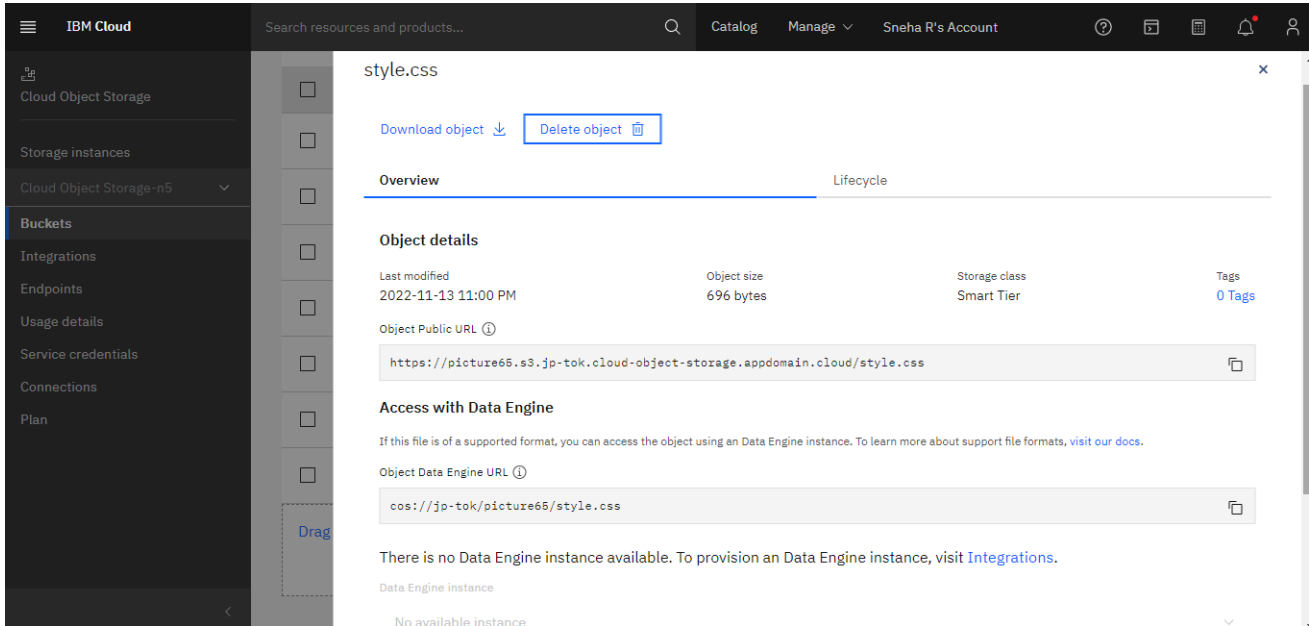 IBM Cloud
Search resources and products...
Catalog
Manage
Sneha R's Account
Cloud Object Storage
Storage instances
Cloud Object Storage-n5
Buckets
Integrations
Endpoints
Usage details
Service credentials
Connections
Plan
Drag
style.css
Download object
Delete object
Overview
Lifecycle
Object details
Last modified
2022-11-13 11:00 PM
Object size
696 bytes
Storage class
Smart Tier
Tags
0 Tags
Object Public URL
https://picture65.s3.jp-tok.cloud-object-storage.appdomain.cloud/style.css
Access with Data Engine
If this file is of a supported format, you can access the object using an Data Engine instance. To learn more about support file formats, visit our docs.
Object Data Engine URL
cos://jp-tok/picture65/style.css
There is no Data Engine instance available. To provision an Data Engine instance, visit Integrations.
Data Engine instance
No available instance